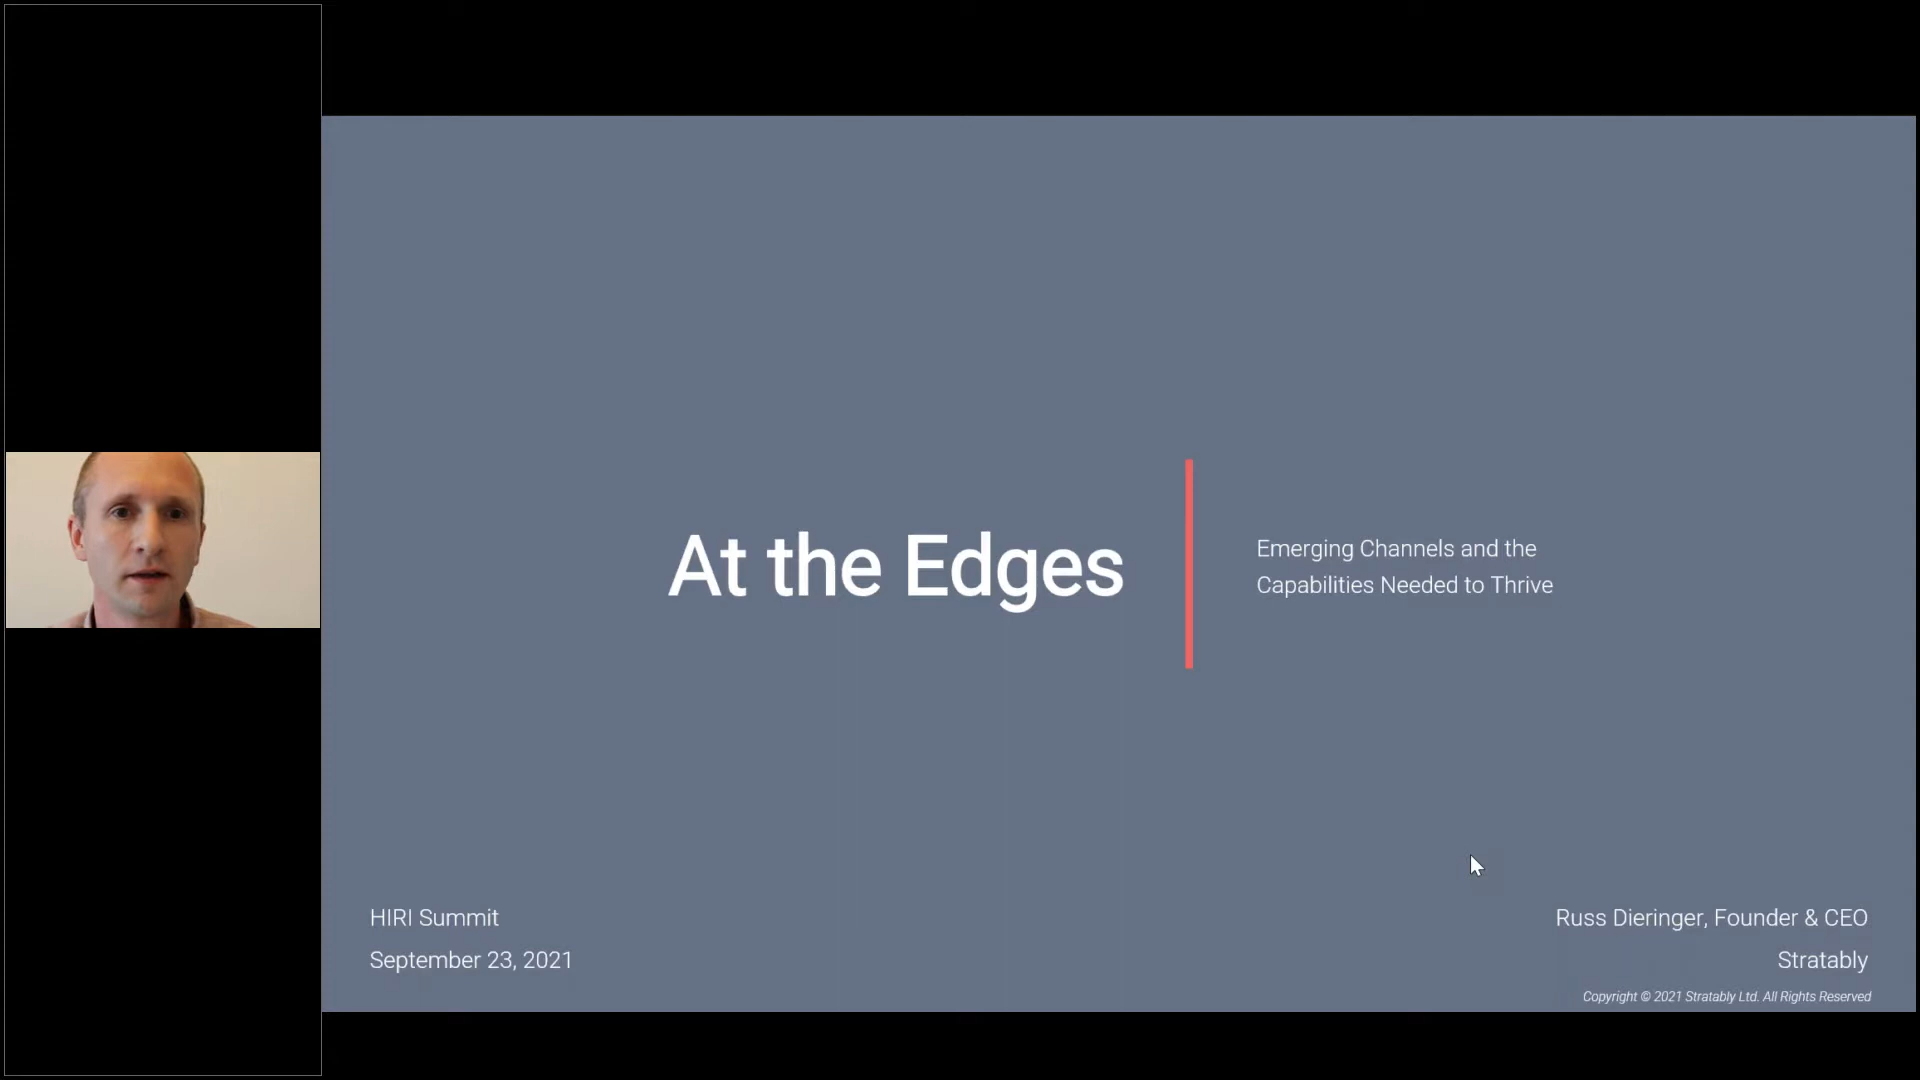 At the Edges
Emerging Channels and the
Capabilities Needed to Thrive
HIRI Summit
September 23, 2021
Russ Dieringer, Founder & CEO
Stratably
Copyright © 2021 Stratably Ltd. All Rights Reserved